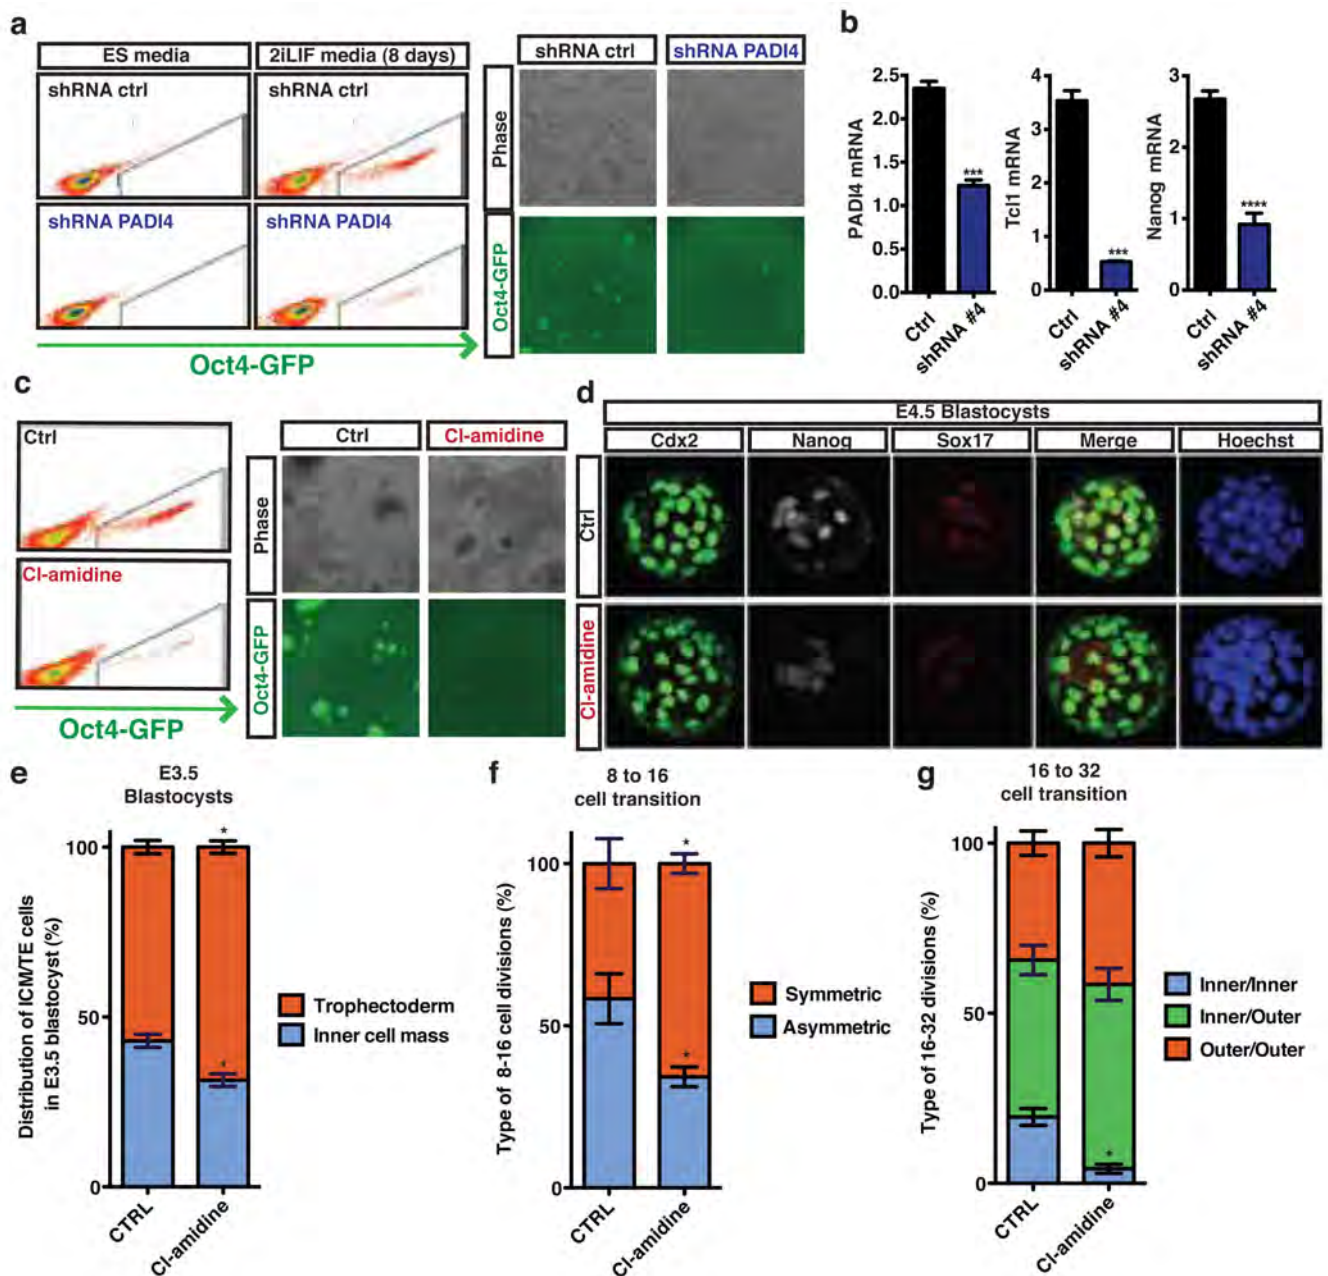 a
ES media
2iLIF media (8 days)
shRNA ctrl
shRNA ctrl
shRNA PADI4
shRNA PADI4
Oct4-GFP
shRNA ctrl
shRNA PADI4
Phase
Oct4-GFP
b
PADI4 mRNA
2.5
2.0
1.5
1.0
0.5
0.0
***
Ctrl
shRNA #4
Tcl1 mRNA
4
3
2
1
0
***
Ctrl
shRNA #4
Nanog mRNA
3
2
1
0
****
Ctrl
shRNA #4
c
Ctrl
Cl-amidine
Oct4-GFP
Ctrl
Cl-amidine
Phase
Oct4-GFP
d
E4.5 Blastocysts
Cdx2
Nanog
Sox17
Merge
Hoechst
Ctrl
Cl-amidine
e
E3.5
Blastocysts
Distribution of ICM/TE cells
in E3.5 blastocyst (%)
100
50
0
*
*
CTRL
Cl-amidine
Trophectoderm
Inner cell mass
f
8 to 16
cell transition
Type of 8-16 cell divisions (%)
100
50
0
*
*
CTRL
Cl-amidine
Symmetric
Asymmetric
g
16 to 32
cell transition
Type of 16-32 divisions (%)
100
50
0
*
CTRL
Cl-amidine
Inner/Inner
Inner/Outer
Outer/Outer